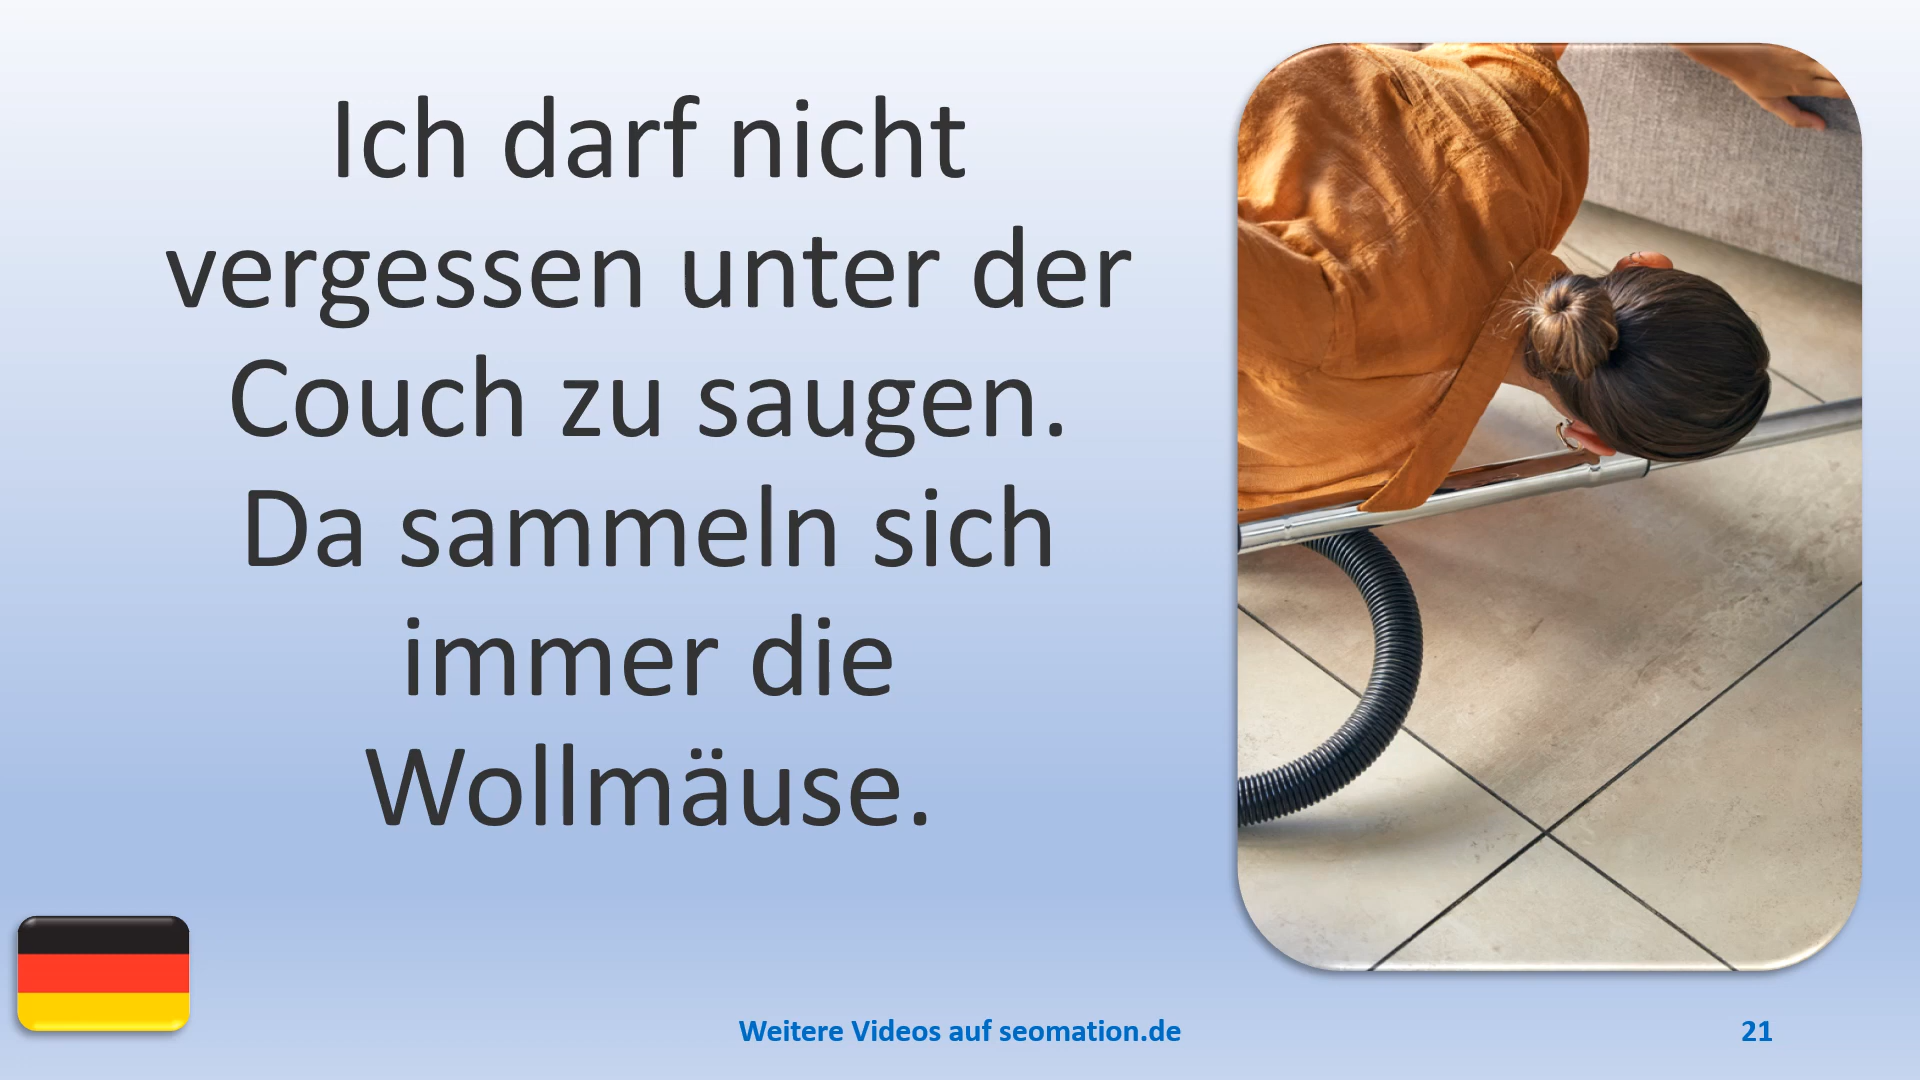 Ich darf nicht
vergessen unter der
Couch zu saugen.
Da sammeln sich
immer die
Wollmäuse.
Weitere Videos auf seomation.de
21